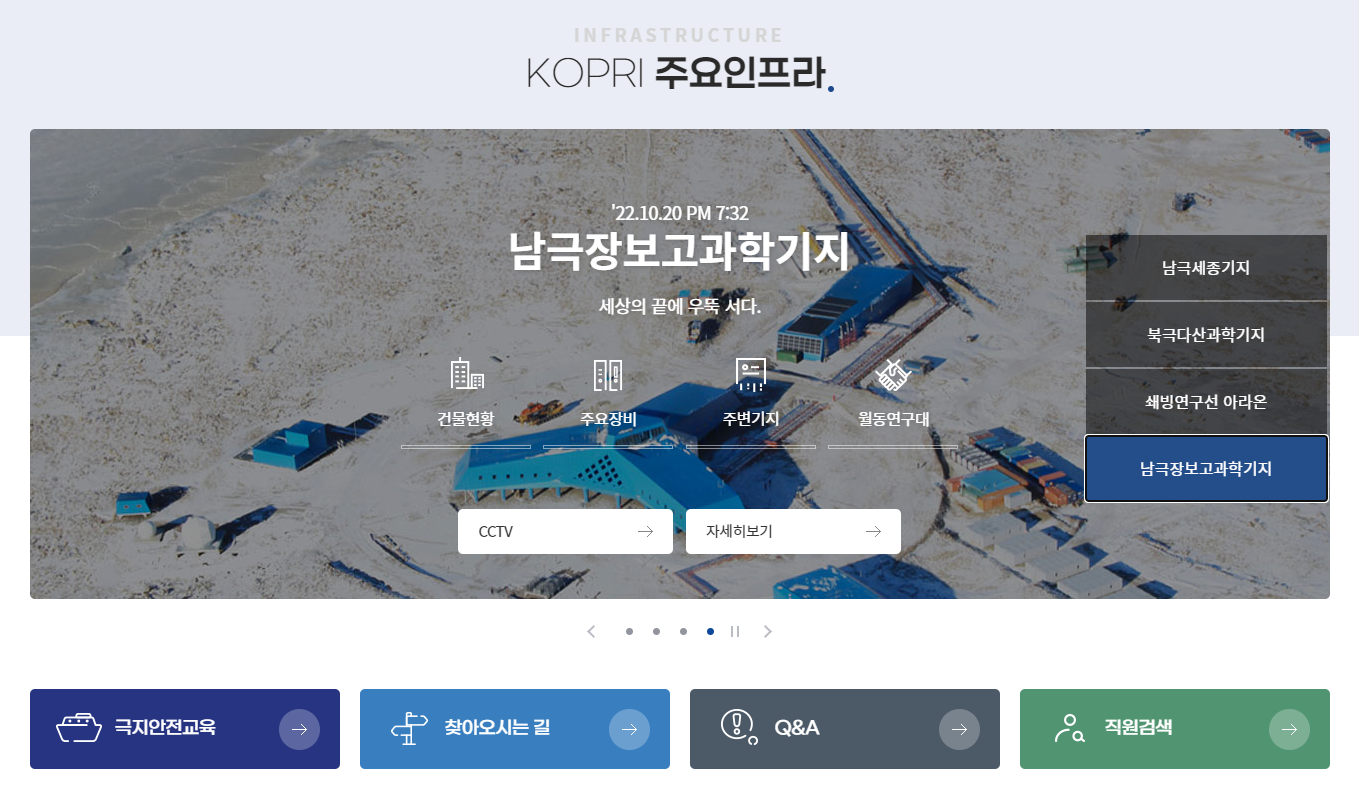 INFRASTRUCTURE
KOPRI 주요인프라.
'22.10.20 PM 7:32
남극장보고과학기지
세상의 끝에 우뚝 서다.
건물현황
주요장비
주변기지
월동연구대
CCTV
자세히보기
남극세종기지
북극다산과학기지
쇄빙연구선 아라온
남극장보고과학기지
극지안전교육
찾아오시는 길
Q&A
직원검색